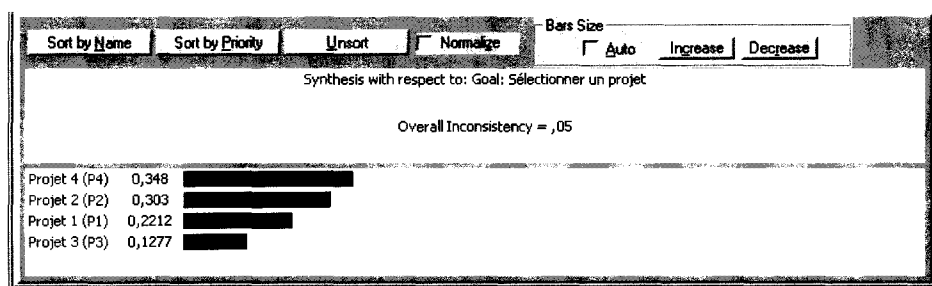 Bars Size
Sort by Name Sort by Priority Unsort Normalize Auto Increase Decrease
Synthesis with respect to: Goal: Sélectionner un projet
Overall Inconsistency = ,05
Projet 4 (P4) 0,348
Projet 2 (P2) 0,303
Projet 1 (P1) 0,2212
Projet 3 (P3) 0,1277